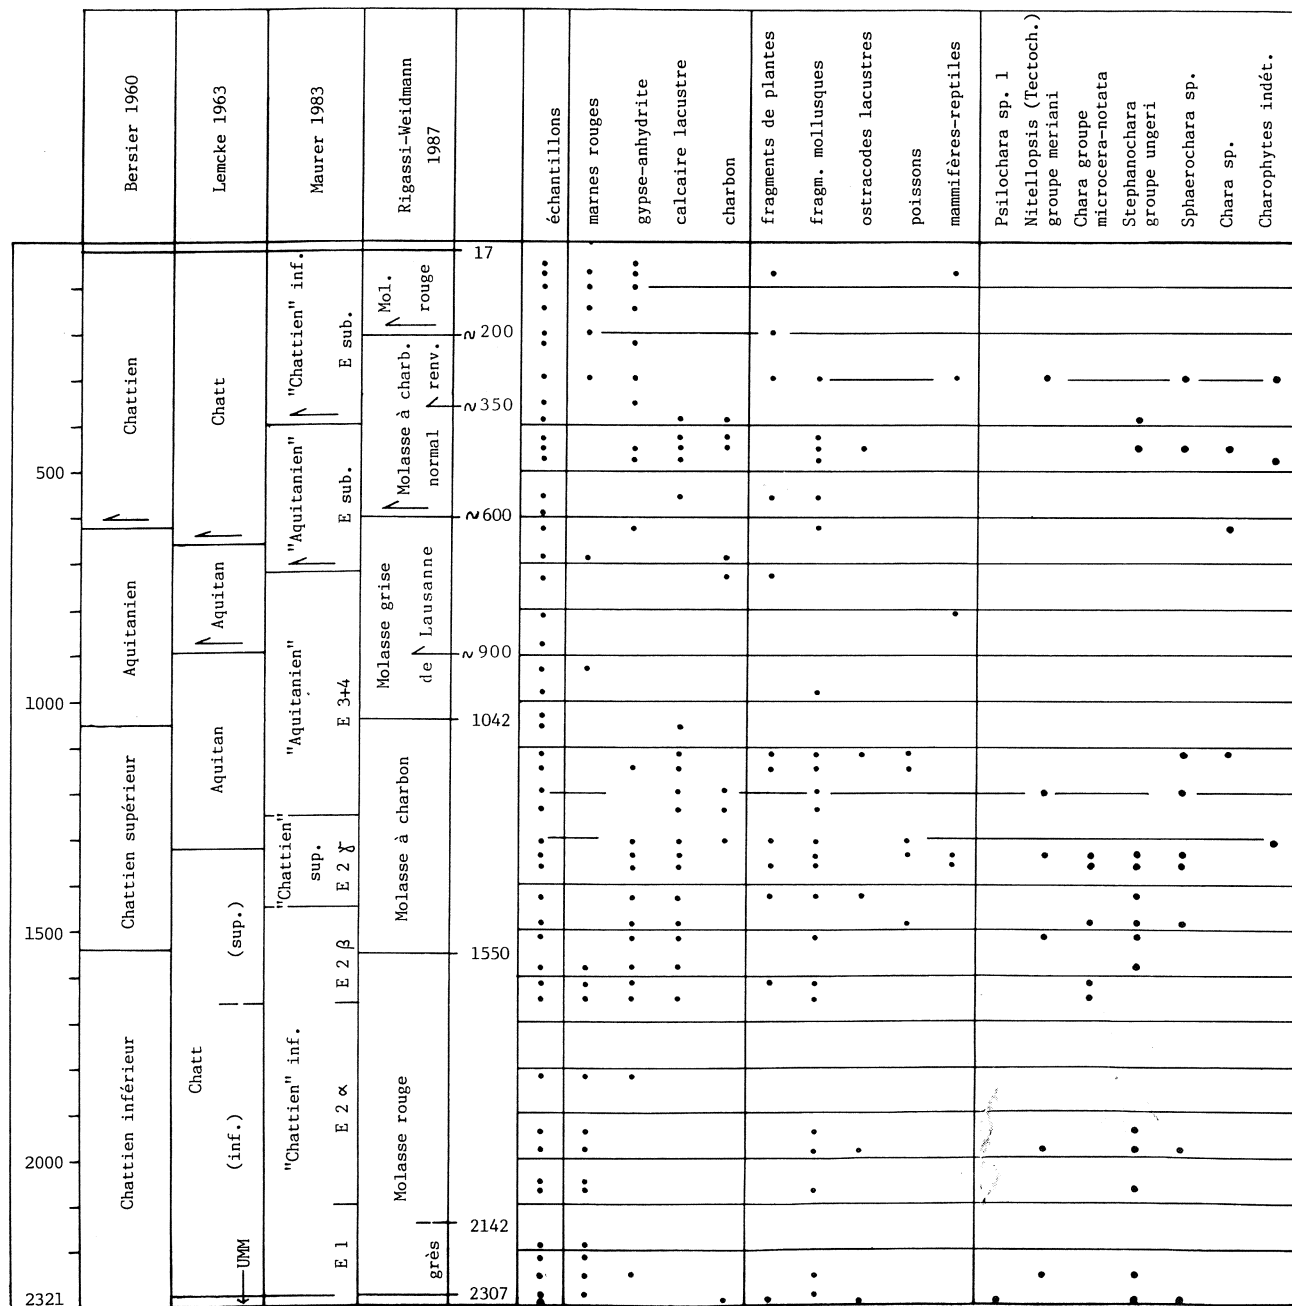 Bersier 1960
Lemcke 1963
Maurer 1983
Rigassi-Weidmann
1987
échantillons
marnes rouges
gypse-anhydrite
calcaire lacustre
charbon
fragments de plantes
fragm. mollusques
ostracodes lacustres
poissons
mammifères-reptiles
Psilochara sp. 1
Nitellopsis (Tectoch.)
groupe meriani
Chara groupe
microcera-notata
Stephanochara
groupe ungeri
Sphaerochara sp.
Chara sp.
Charophytes indét.
500
1000
1500
2000
2321
Chattien
Aquitanien
Chattien supérieur
Chattien inférieur
Chatt
Aquitan
Aquitan
Chatt
(sup.)
(inf.)
UMM
"Chattien" inf.
E sub.
"Aquitanien"
E sub.
"Aquitanien"
E 3+4
"Chattien"
sup.
E 2 γ
E 2 β
"Chattien" inf.
E 2 α
E 1
Mol.
rouge
Molasse à charb.
normal
renv.
Molasse grise
de Lausanne
Molasse à charbon
Molasse rouge
grès
17
~200
~350
~600
~900
1042
1550
2142
2307